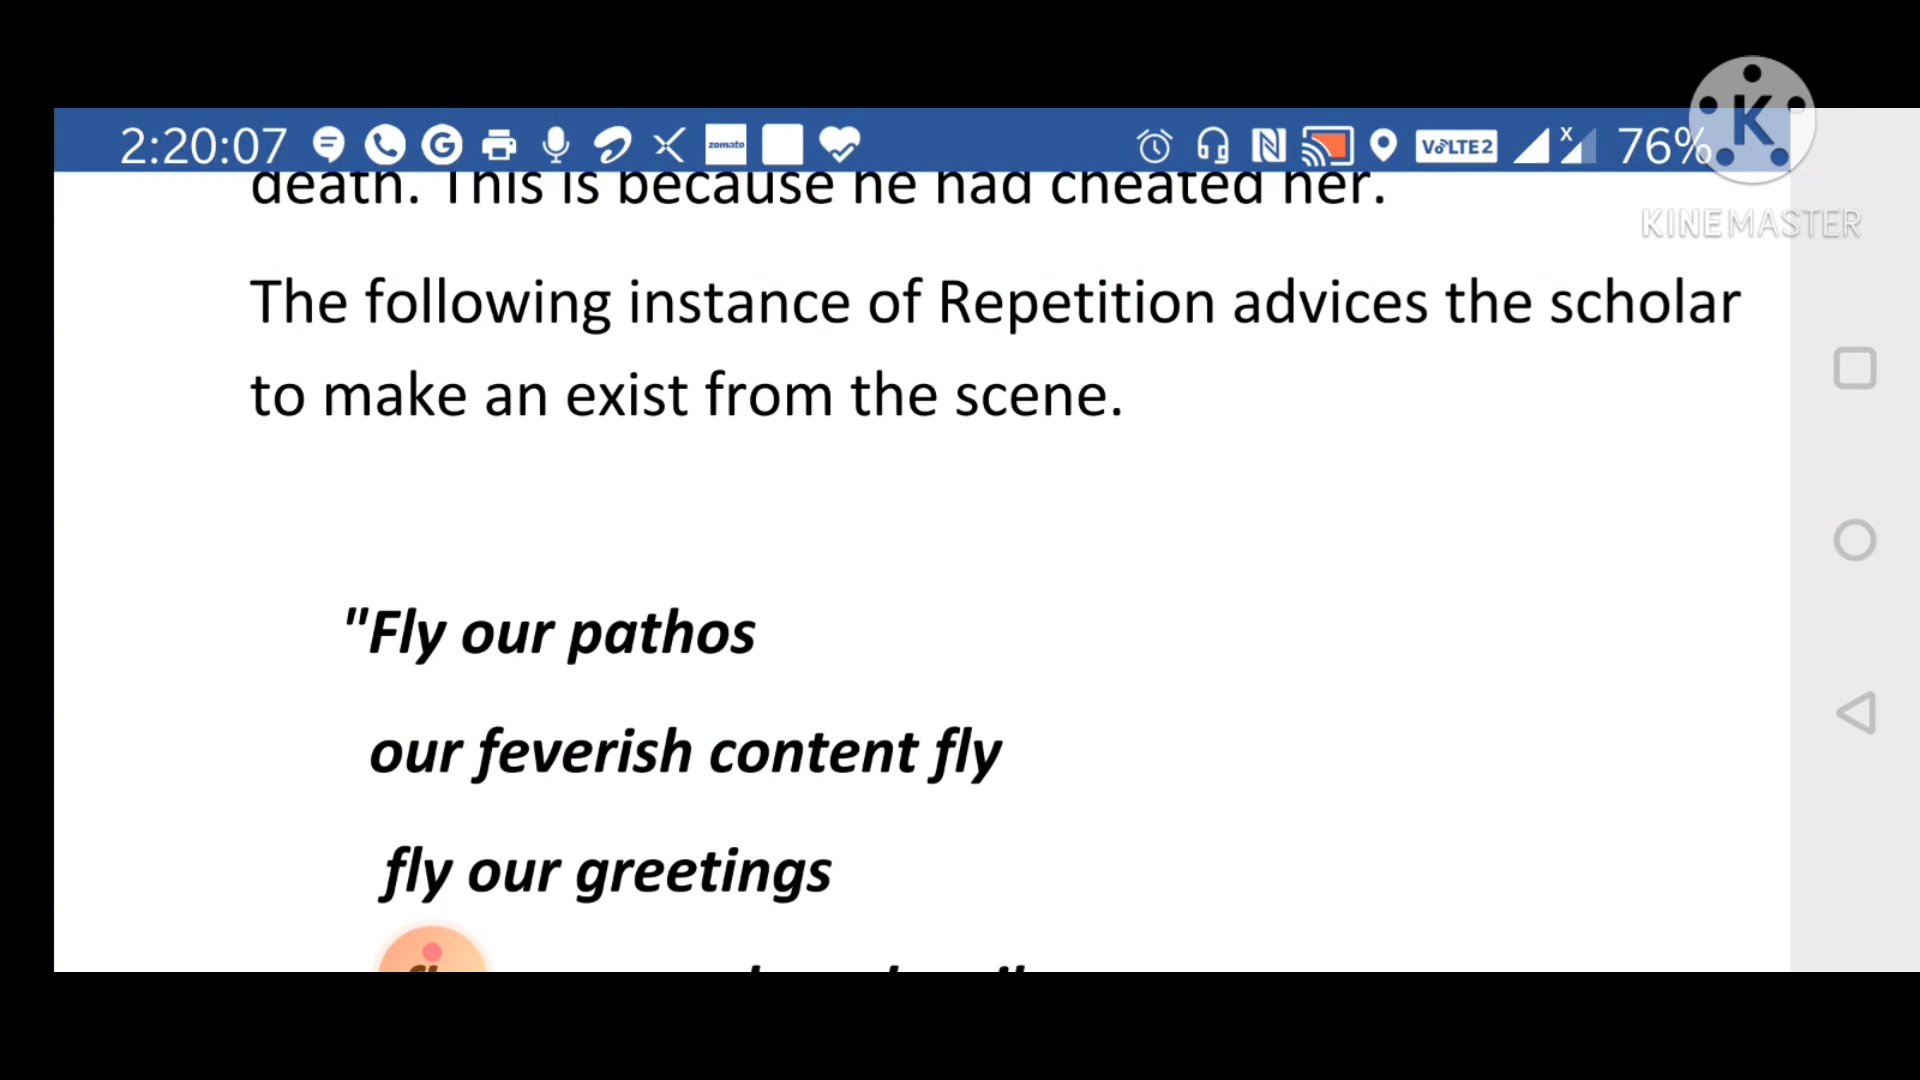 2:20:07 G zomato VoLTE2 x 76%
K
KINEMASTER
death. This is because he had cheated her.
The following instance of Repetition advices the scholar
to make an exist from the scene.
"Fly our pathos
our feverish content fly
fly our greetings